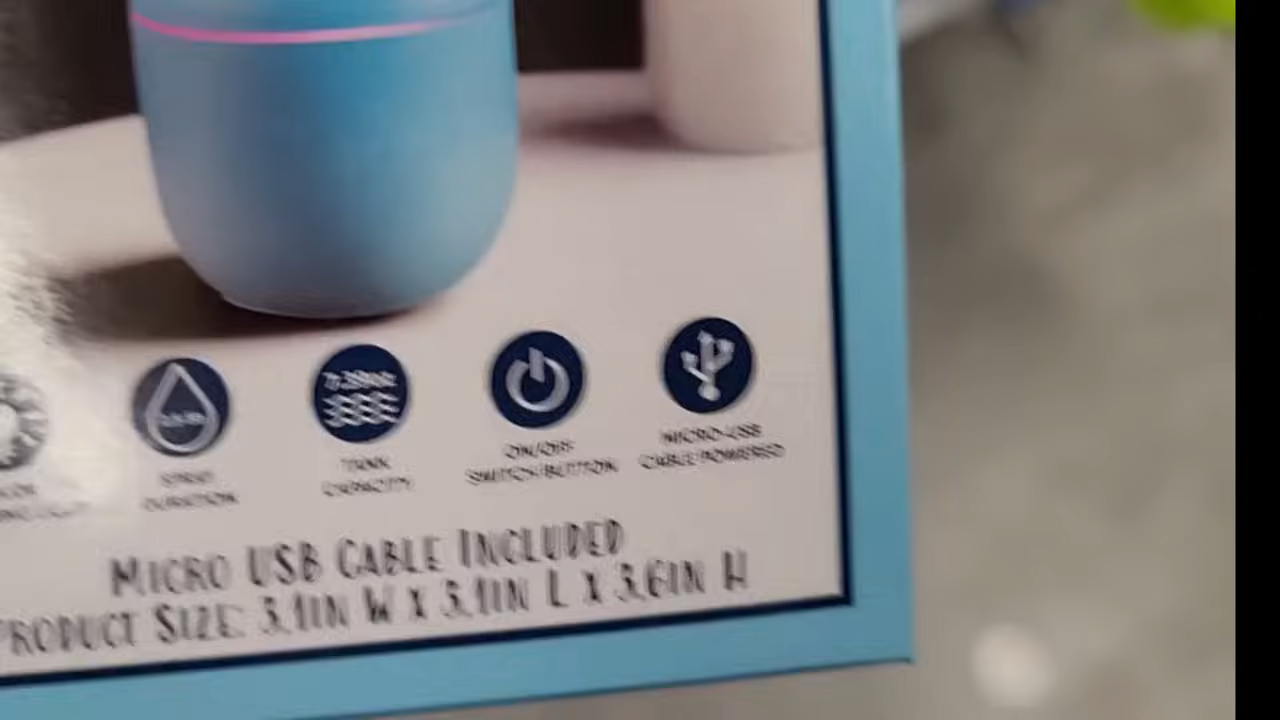 SPRAY
DURATION
TANK
CAPACITY
ON/OFF
SWITCH BUTTON
MICRO-USB
CABLE POWERED
MICRO USB CABLE INCLUDED
PRODUCT SIZE: 3.1IN W X 3.1IN L X 3.6IN H